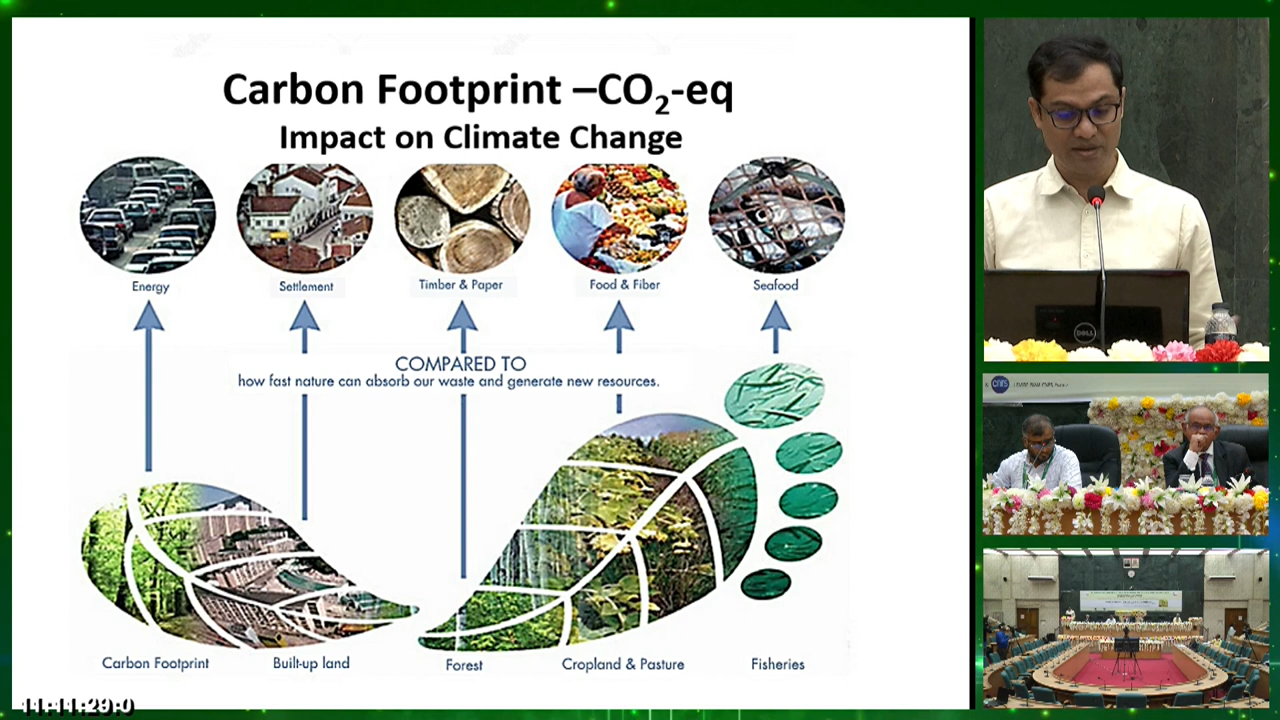 Carbon Footprint –CO₂-eq
Impact on Climate Change
Energy
Settlement
Timber & Paper
Food & Fiber
Seafood
COMPARED TO
how fast nature can absorb our waste and generate new resources.
Carbon Footprint
Built-up land
Forest
Cropland & Pasture
Fisheries
11:11:29:0
DELL